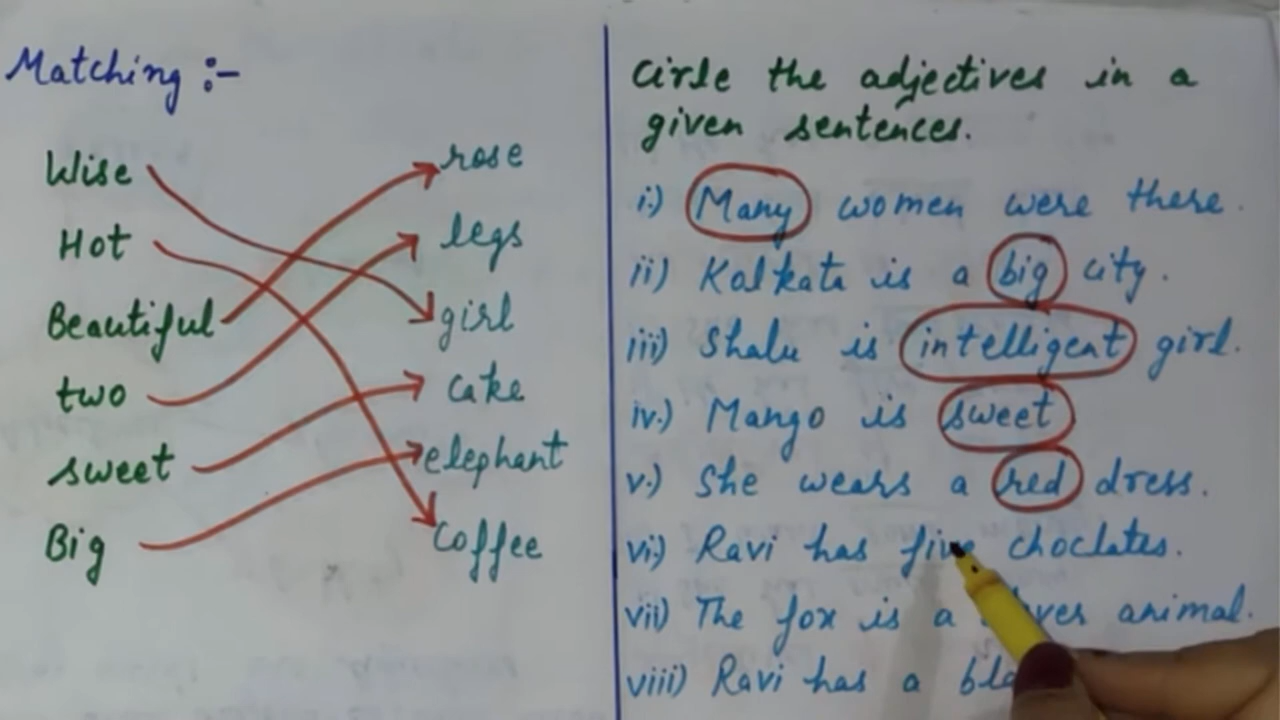 Matching :-
Wise
Hot
Beautiful
two
sweet
Big
rose
legs
girl
cake
elephant
Coffee
Cirle the adjectives in a
given sentences.
i.) Many women were there.
ii) Kolkata is a big city.
iii) Shalu is intelligent girl.
iv.) Mango is sweet
v.) She wears a red dress.
vi.) Ravi has five choclates.
vii) The fox is a animal.
viii) Ravi has a